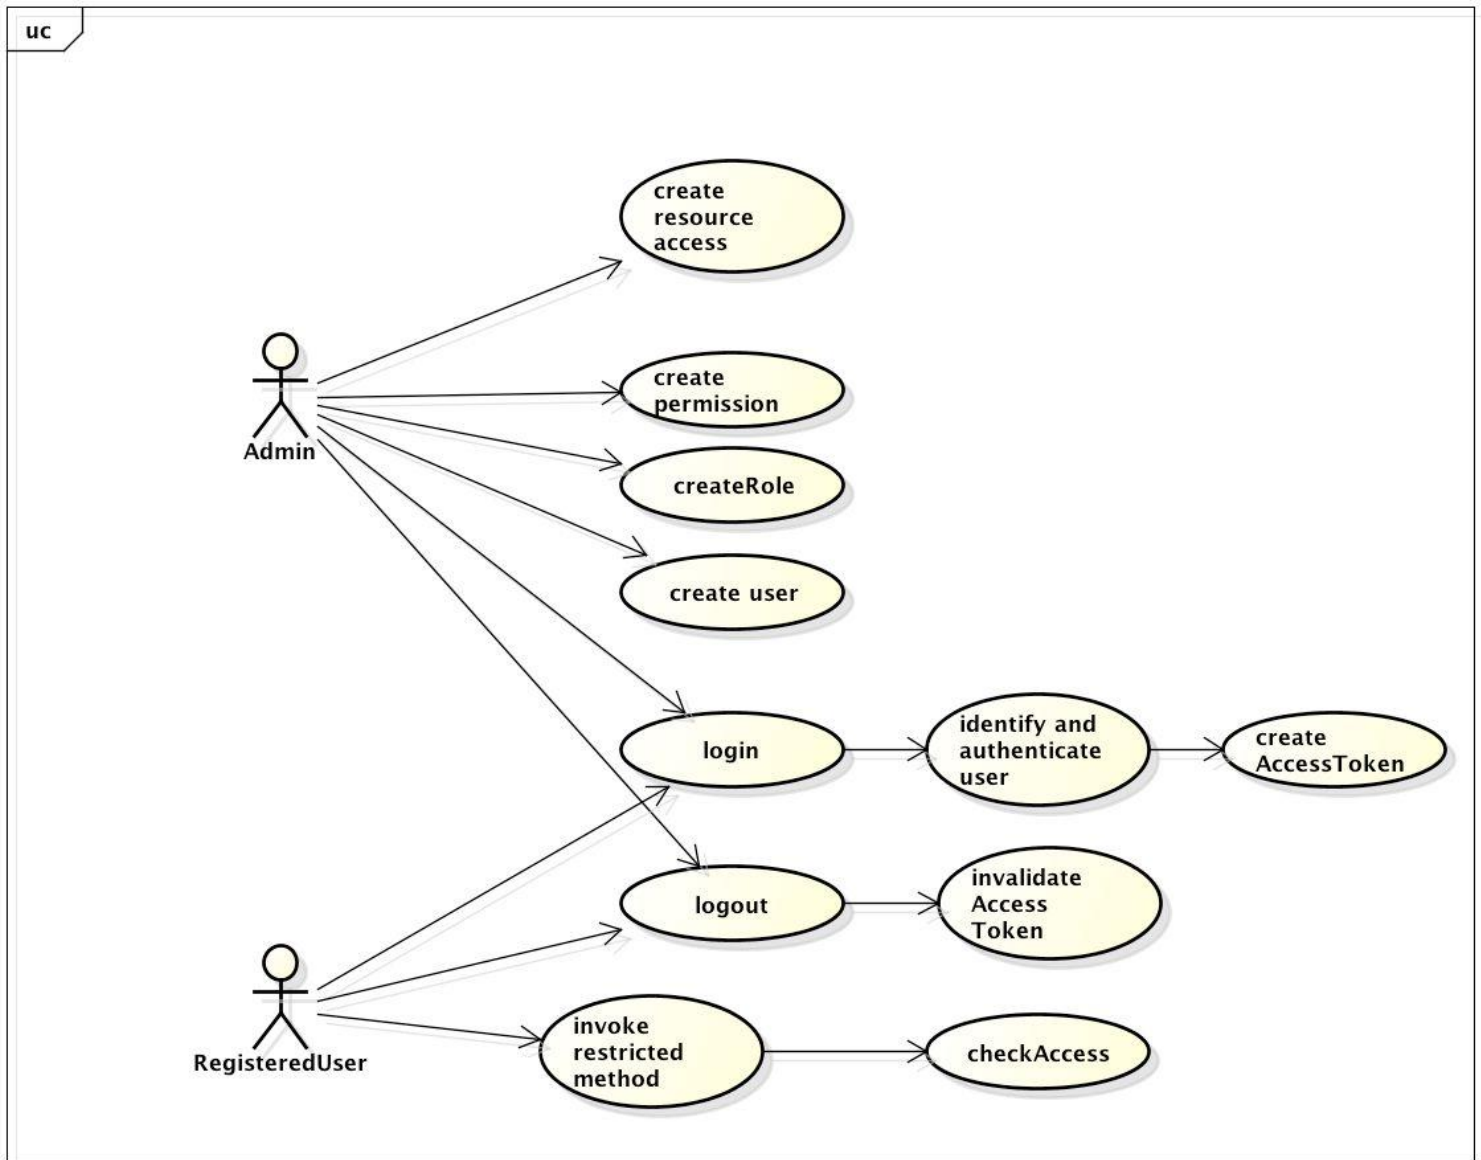 uc
create
resource
access
Admin
create
permission
createRole
create user
login
identify and
authenticate
user
create
AccessToken
logout
invalidate
Access
Token
RegisteredUser
invoke
restricted
method
checkAccess